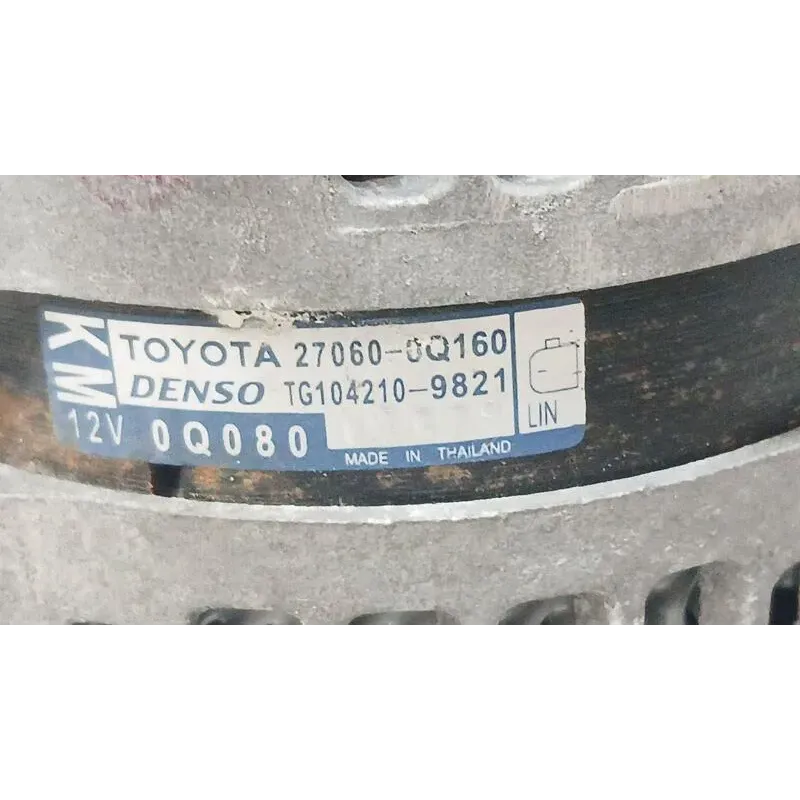 KM
TOYOTA 27060-0Q160
DENSO TG104210-9821
12V 0Q080
MADE IN THAILAND
LIN